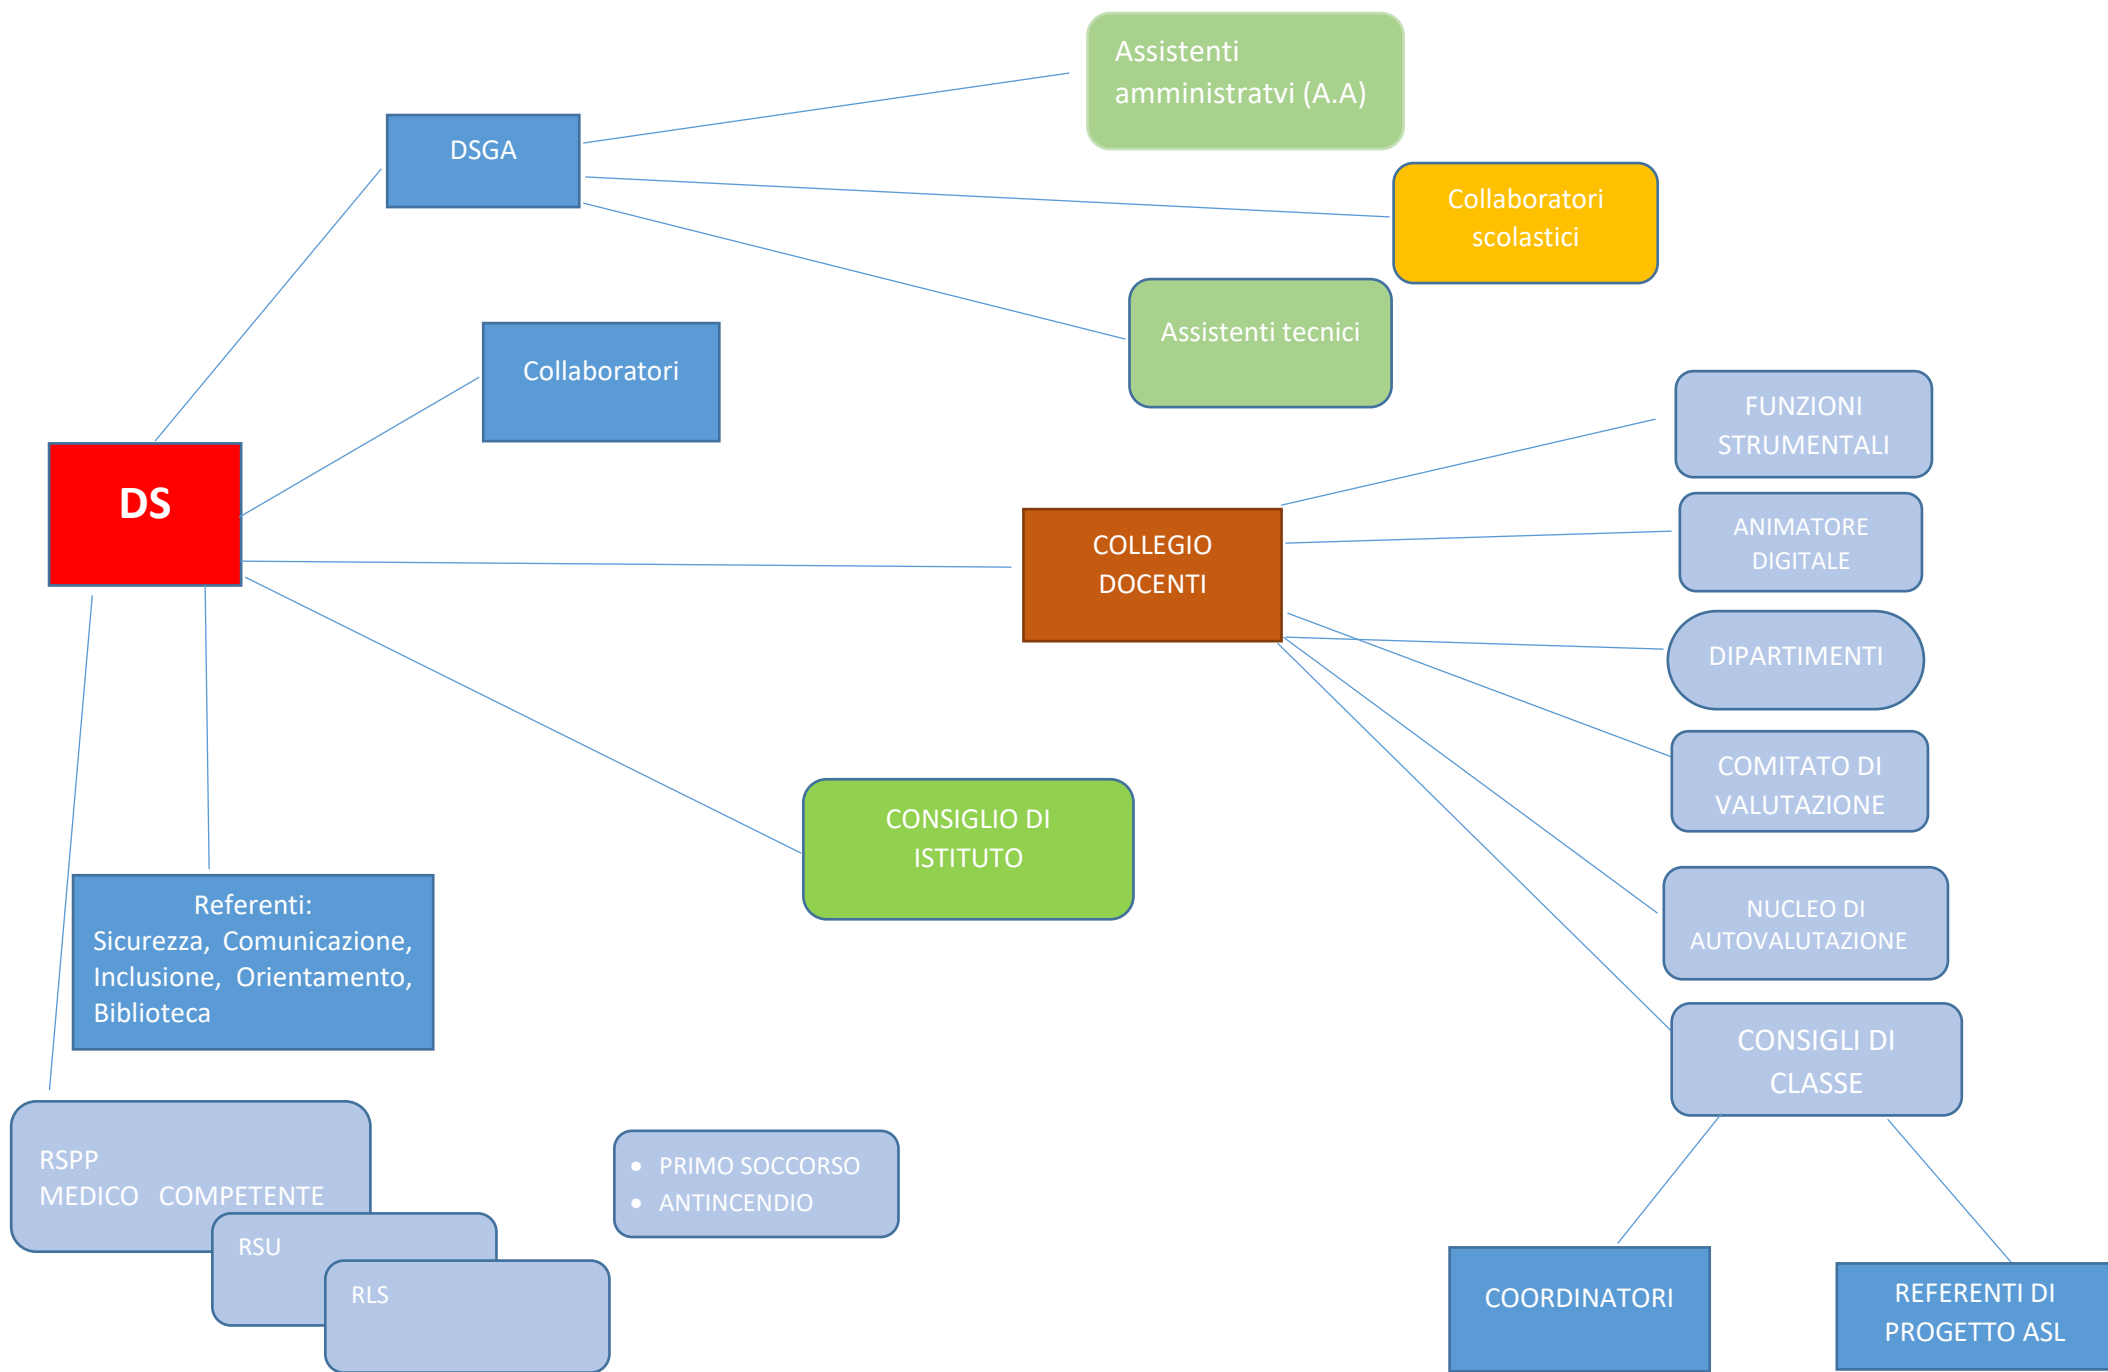 Assistenti
amministratvi (A.A)
DSGA
Collaboratori
scolastici
Assistenti tecnici
Collaboratori
DS
FUNZIONI
STRUMENTALI
ANIMATORE
DIGITALE
COLLEGIO
DOCENTI
DIPARTIMENTI
COMITATO DI
VALUTAZIONE
CONSIGLIO DI
ISTITUTO
NUCLEO DI
AUTOVALUTAZIONE
Referenti:
Sicurezza, Comunicazione,
Inclusione, Orientamento,
Biblioteca
CONSIGLI DI
CLASSE
RSPP
MEDICO COMPETENTE
RSU
RLS
• PRIMO SOCCORSO
• ANTINCENDIO
COORDINATORI
REFERENTI DI
PROGETTO ASL